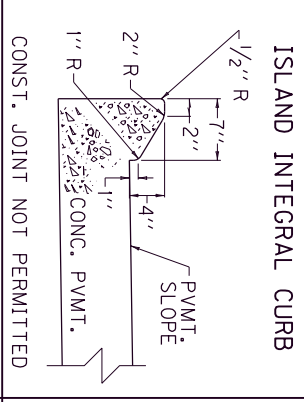 ISLAND INTEGRAL CURB
7"
2"
1/2" R
2" R
1" R
4"
1"
PVMT.
SLOPE
CONC. PVMT.
CONST. JOINT NOT PERMITTED